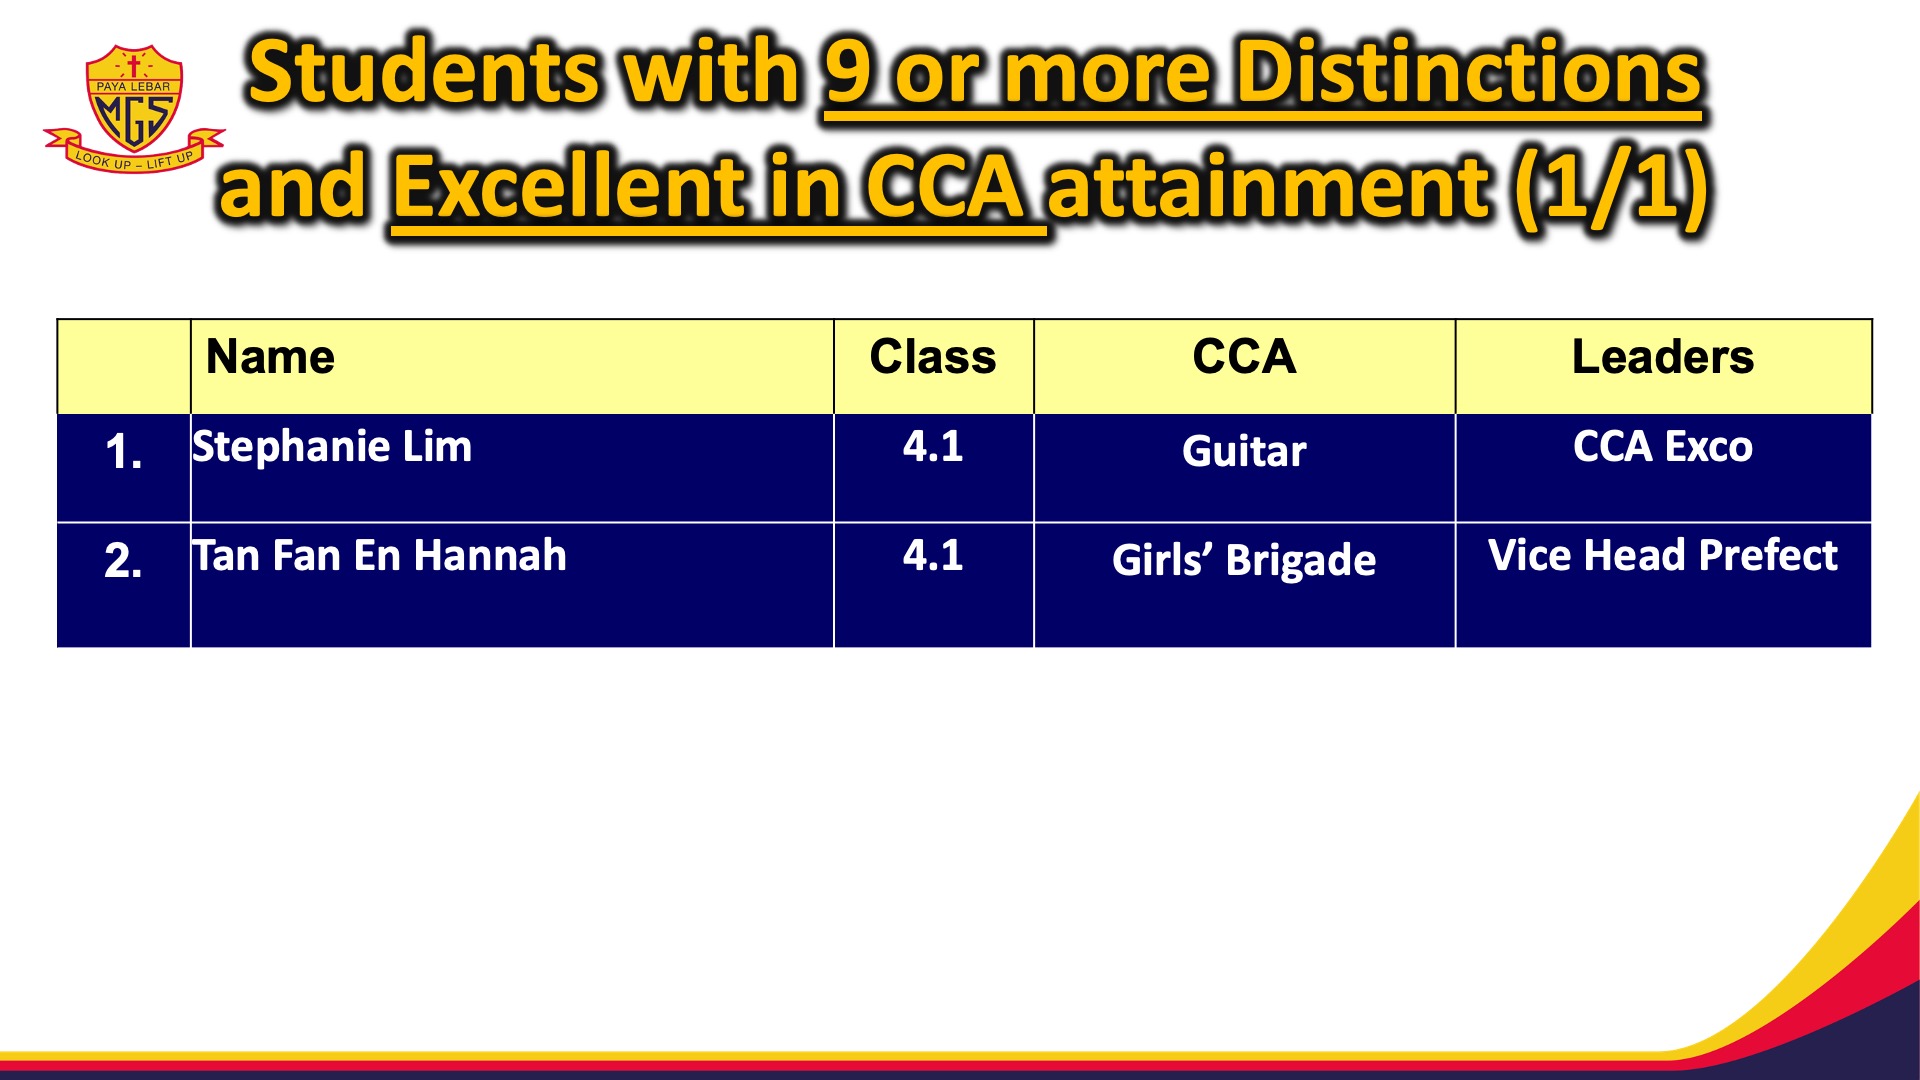 Students with 9 or more Distinctions
and Excellent in CCA attainment (1/1)
PAYA LEBAR
MGS
LOOK UP – LIFT UP
Name Class CCA Leaders
1. Stephanie Lim 4.1 Guitar CCA Exco
2. Tan Fan En Hannah 4.1 Girls’ Brigade Vice Head Prefect